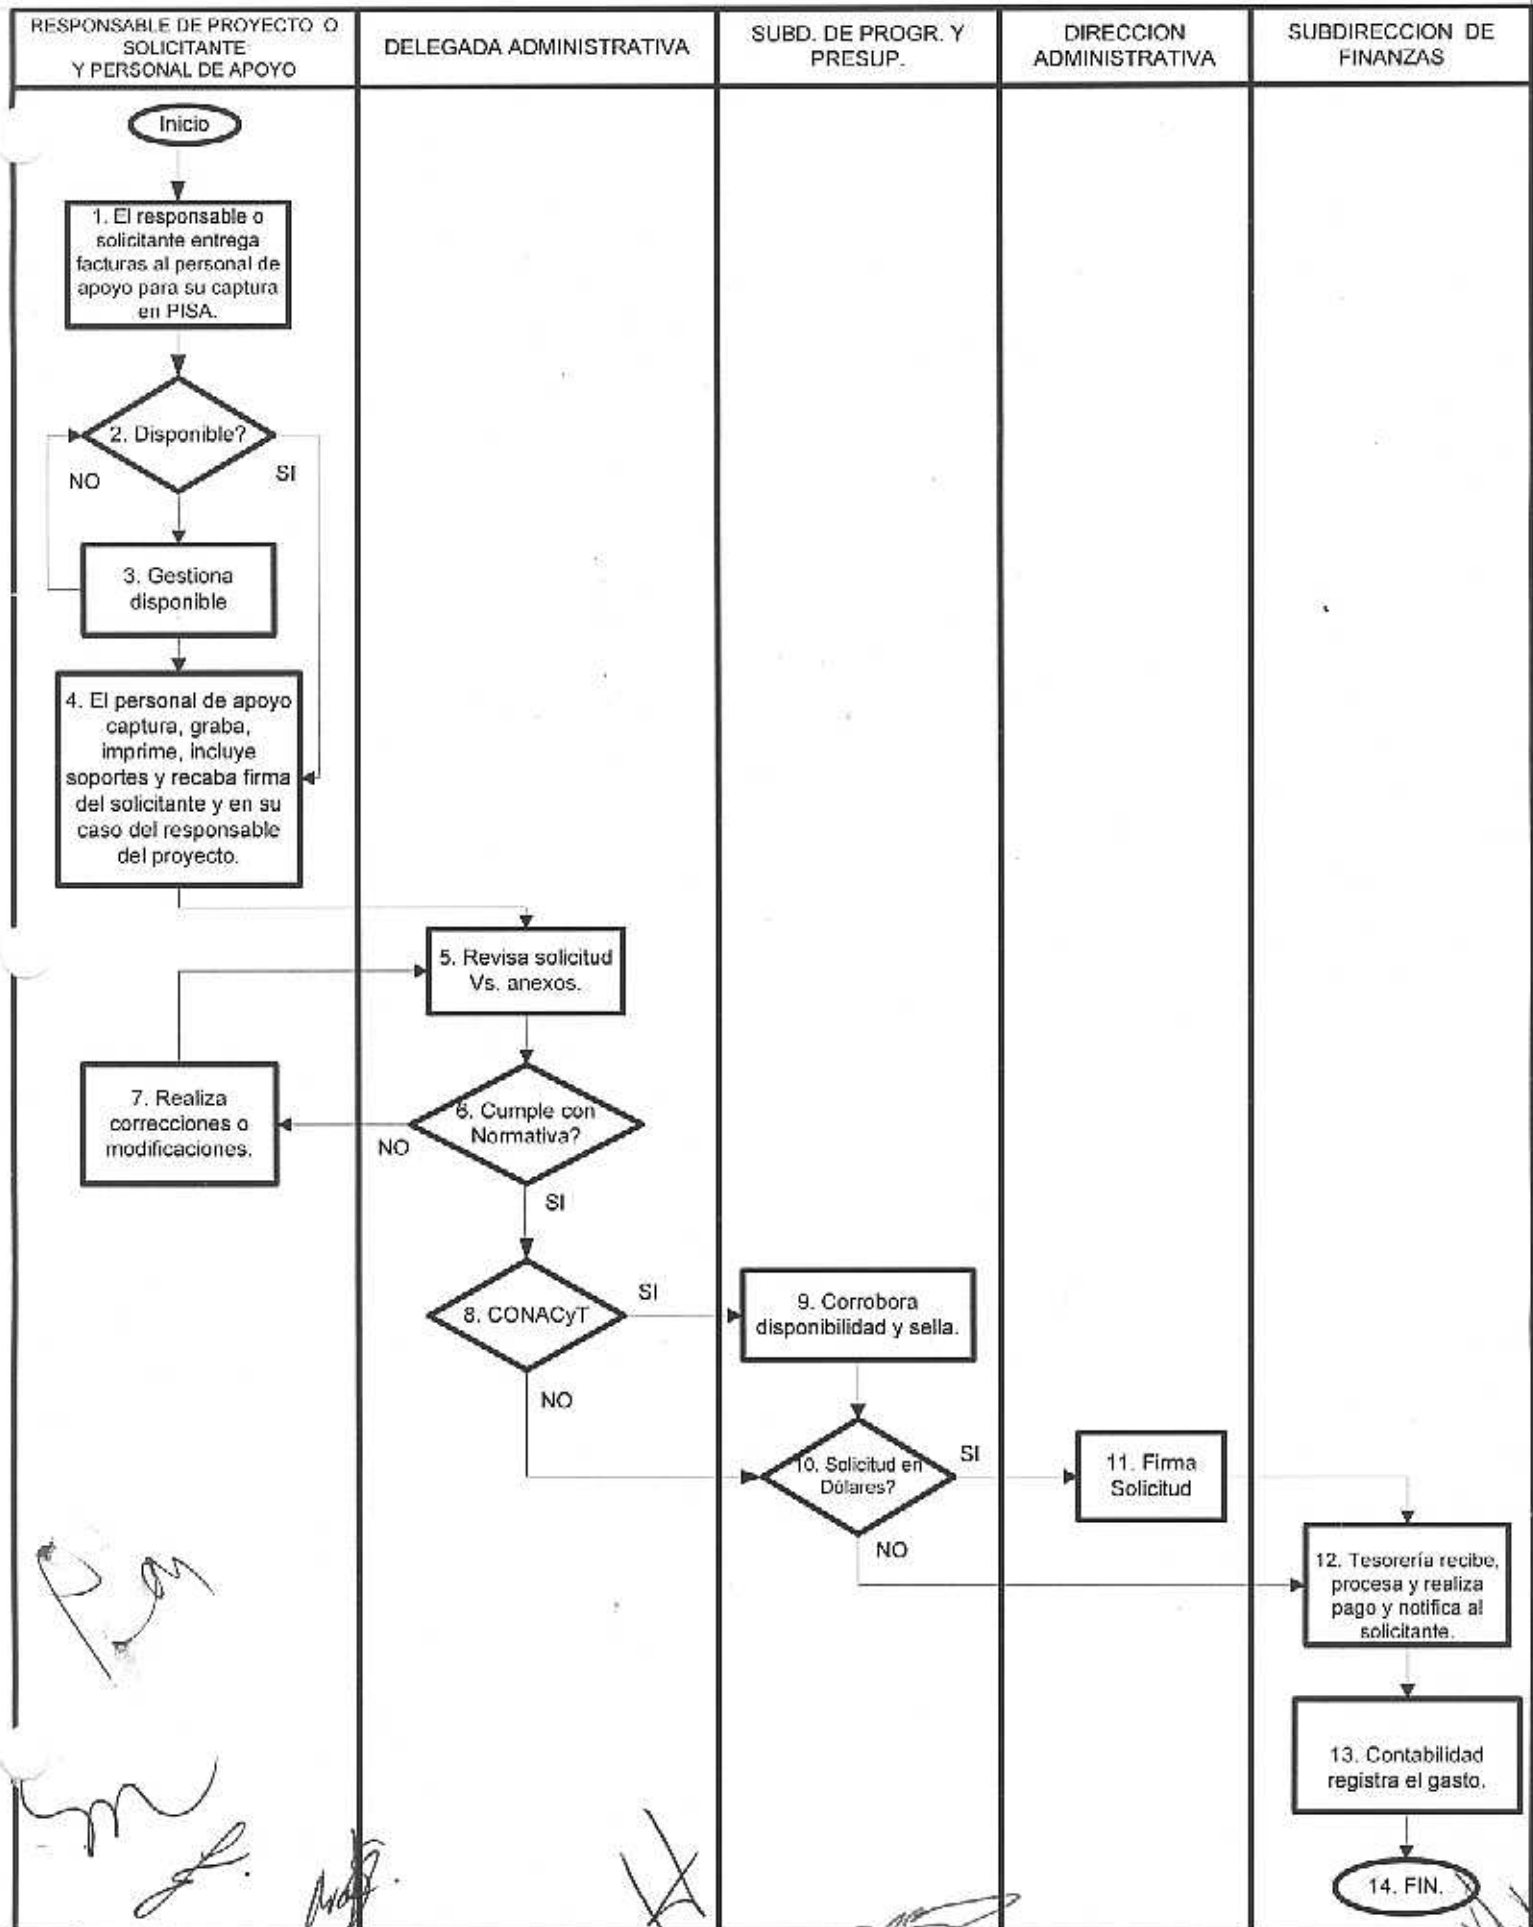 RESPONSABLE DE PROYECTO O
SOLICITANTE
Y PERSONAL DE APOYO
DELEGADA ADMINISTRATIVA
SUBD. DE PROGR. Y
PRESUP.
DIRECCION
ADMINISTRATIVA
SUBDIRECCION DE
FINANZAS
Inicio
1. El responsable o
solicitante entrega
facturas al personal de
apoyo para su captura
en PISA.
2. Disponible?
NO
SI
3. Gestiona
disponible
4. El personal de apoyo
captura, graba,
imprime, incluye
soportes y recaba firma
del solicitante y en su
caso del responsable
del proyecto.
5. Revisa solicitud
Vs. anexos.
6. Cumple con
Normativa?
NO
SI
7. Realiza
correcciones o
modificaciones.
8. CONACyT
SI
NO
9. Corrobora
disponibilidad y sella.
10. Solicitud en
Dólares?
SI
NO
11. Firma
Solicitud
12. Tesorería recibe,
procesa y realiza
pago y notifica al
solicitante.
13. Contabilidad
registra el gasto.
14. FIN.